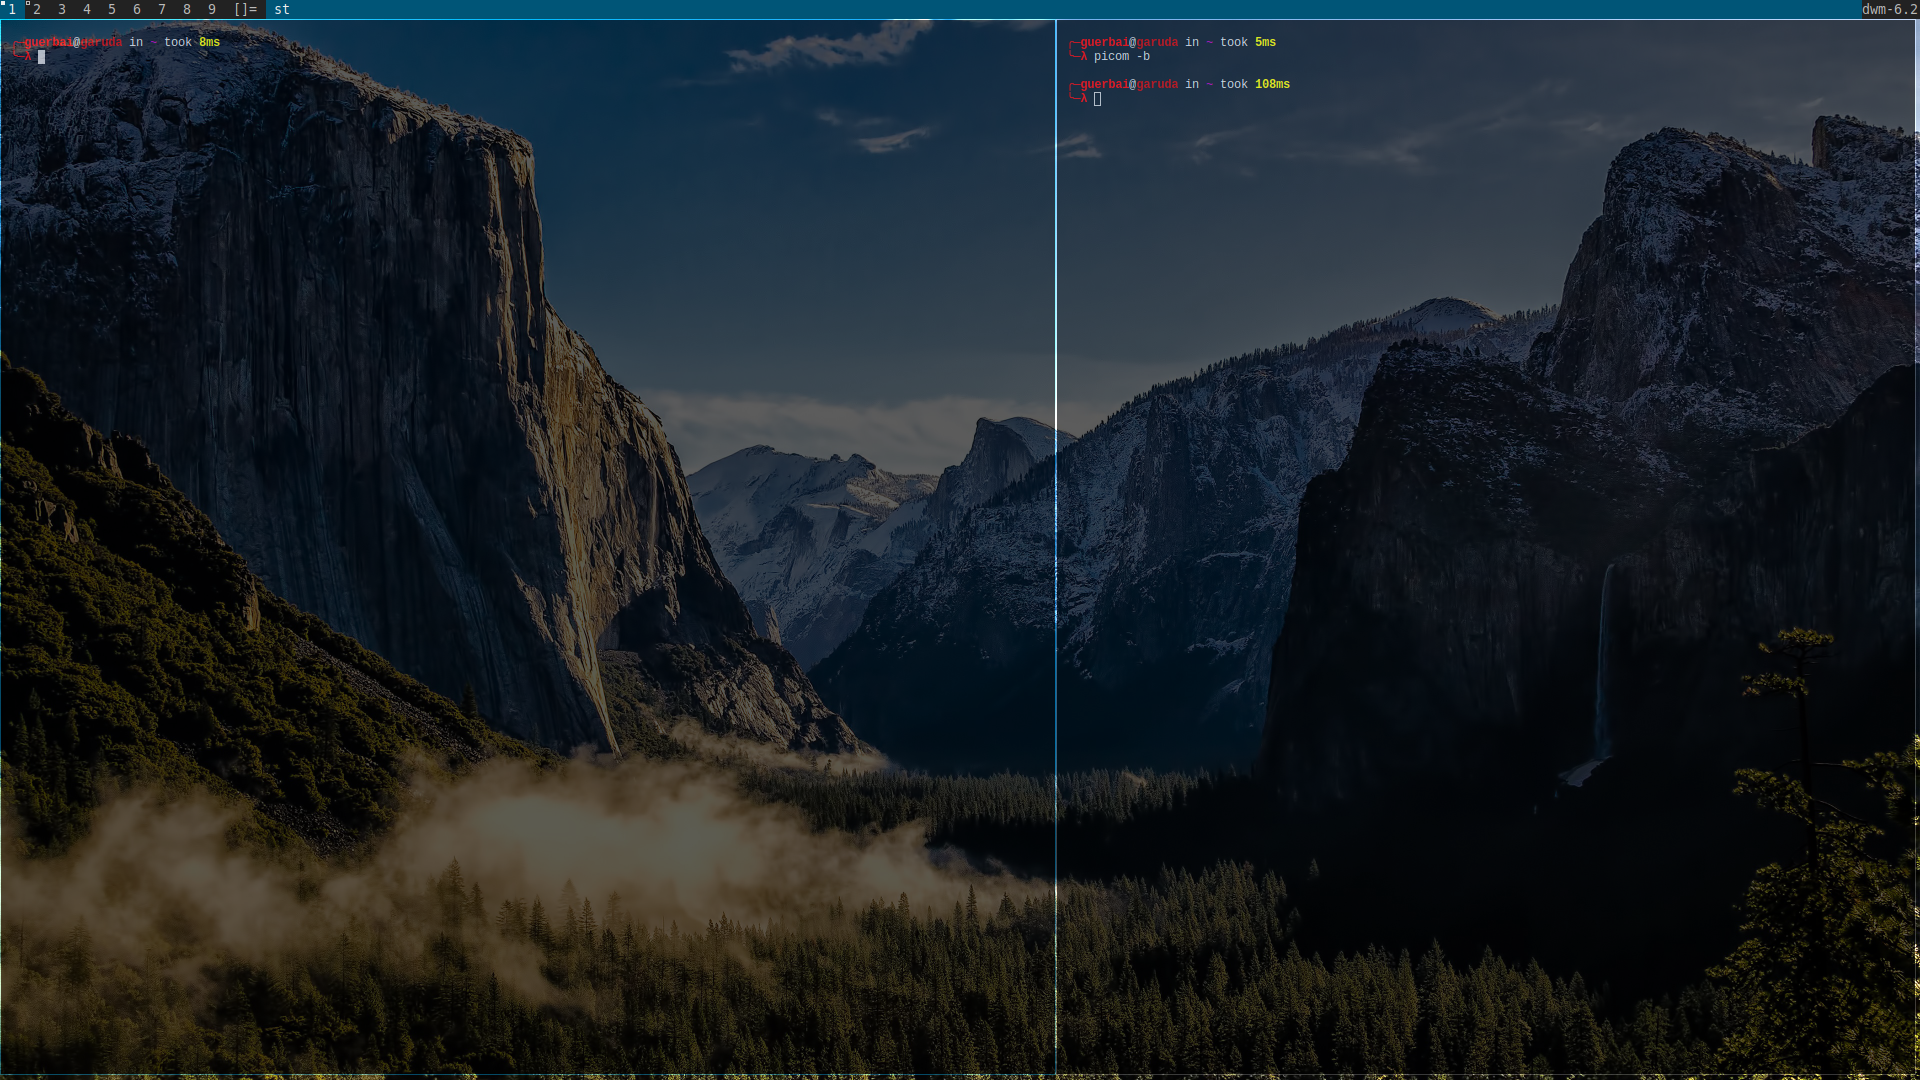 1 2 3 4 5 6 7 8 9 []= st dwm-6.2
╭─guerbai@garuda in ~ took 8ms
╰─λ
╭─guerbai@garuda in ~ took 5ms
╰─λ picom -b
╭─guerbai@garuda in ~ took 108ms
╰─λ